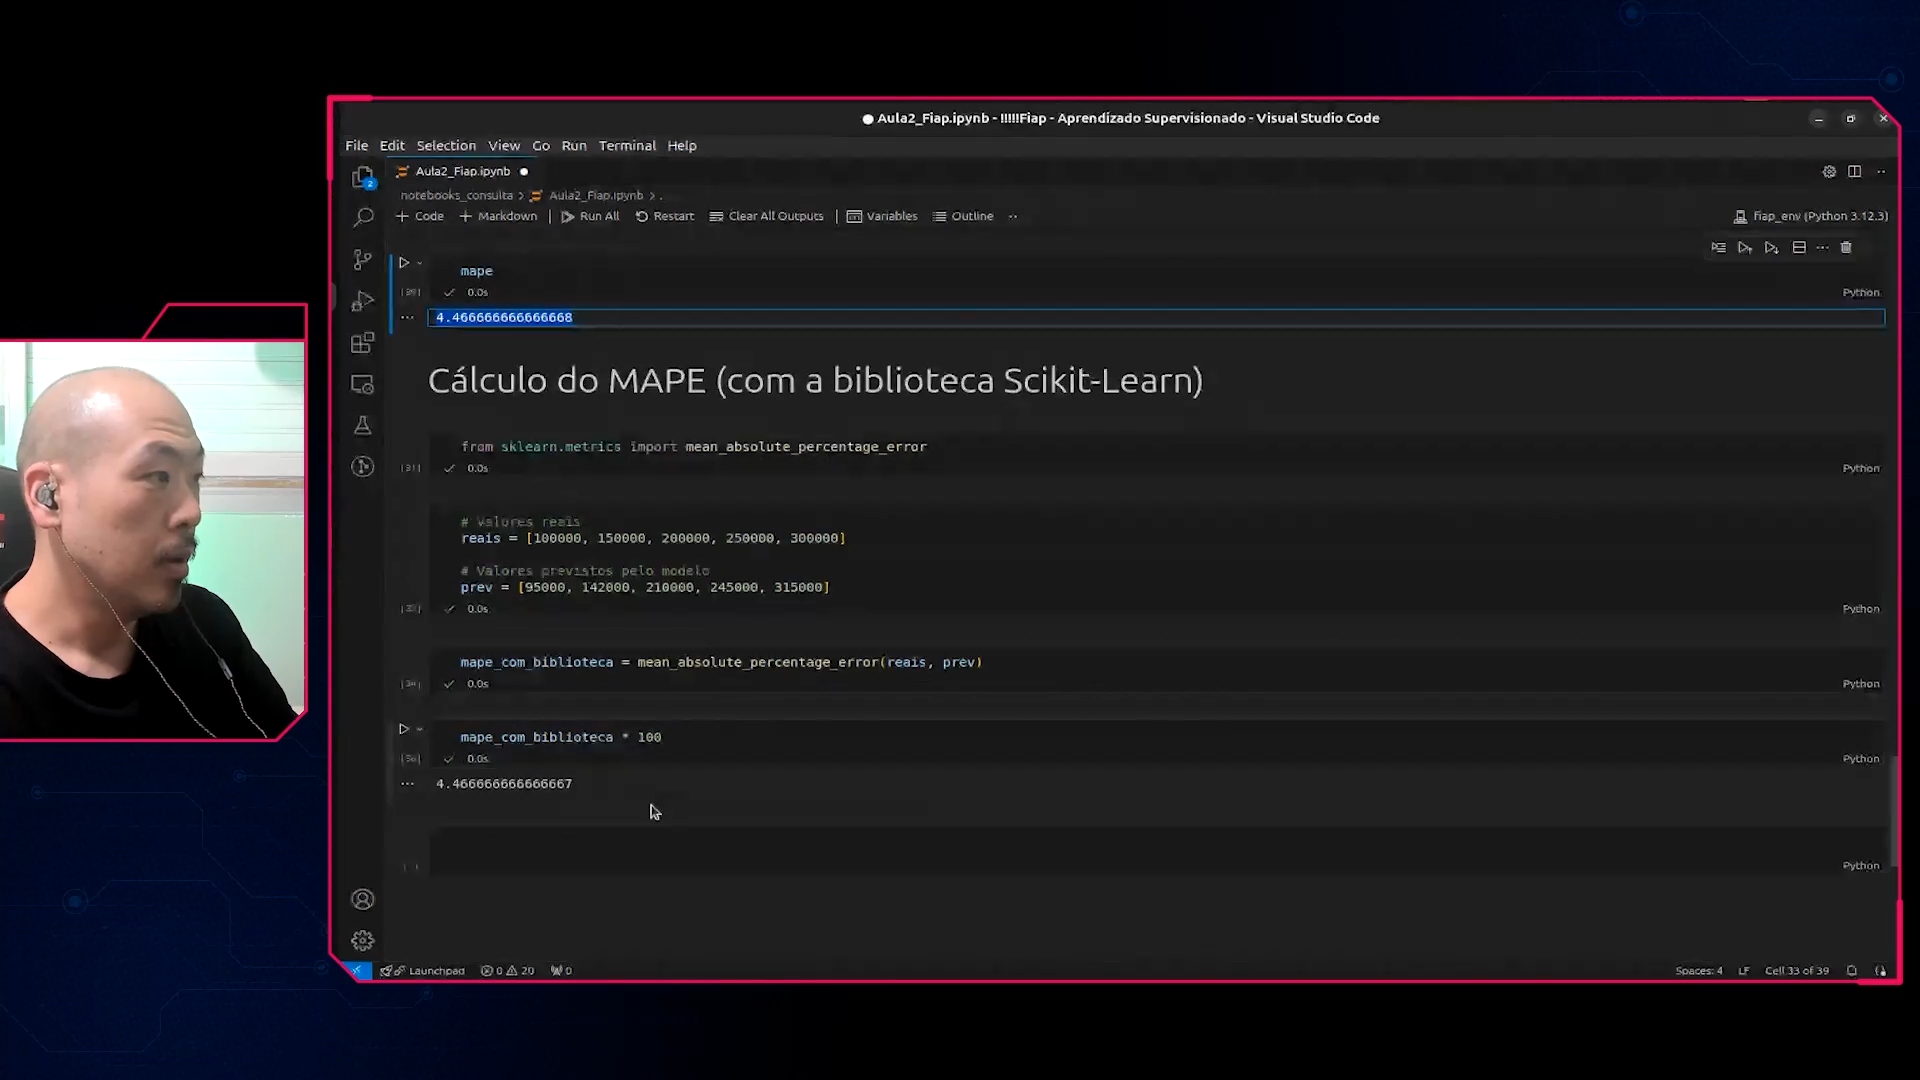 Aula2_Fiap.ipynb - !!!!!Fiap - Aprendizado Supervisionado - Visual Studio Code
File Edit Selection View Go Run Terminal Help
2
Aula2_Fiap.ipynb
notebooks_consulta > Aula2_Fiap.ipynb > .
+ Code + Markdown | Run All Restart Clear All Outputs | Variables Outline ...
Fiap_env (Python 3.12.3)
mape
0.0s
Python
4.466666666666668
Cálculo do MAPE (com a biblioteca Scikit-Learn)
from sklearn.metrics import mean_absolute_percentage_error
[31] 0.0s
Python
# Valores reais
reais = [100000, 150000, 200000, 250000, 300000]
# Valores previstos pelo modelo
prev = [95000, 142000, 210000, 245000, 315000]
0.0s
Python
mape_com_biblioteca = mean_absolute_percentage_error(reais, prev)
[34] 0.0s
Python
mape_com_biblioteca * 100
0.0s
Python
4.466666666666667
[ ]
Python
Launchpad 0 20 0
Spaces: 4 LF Cell 33 of 39